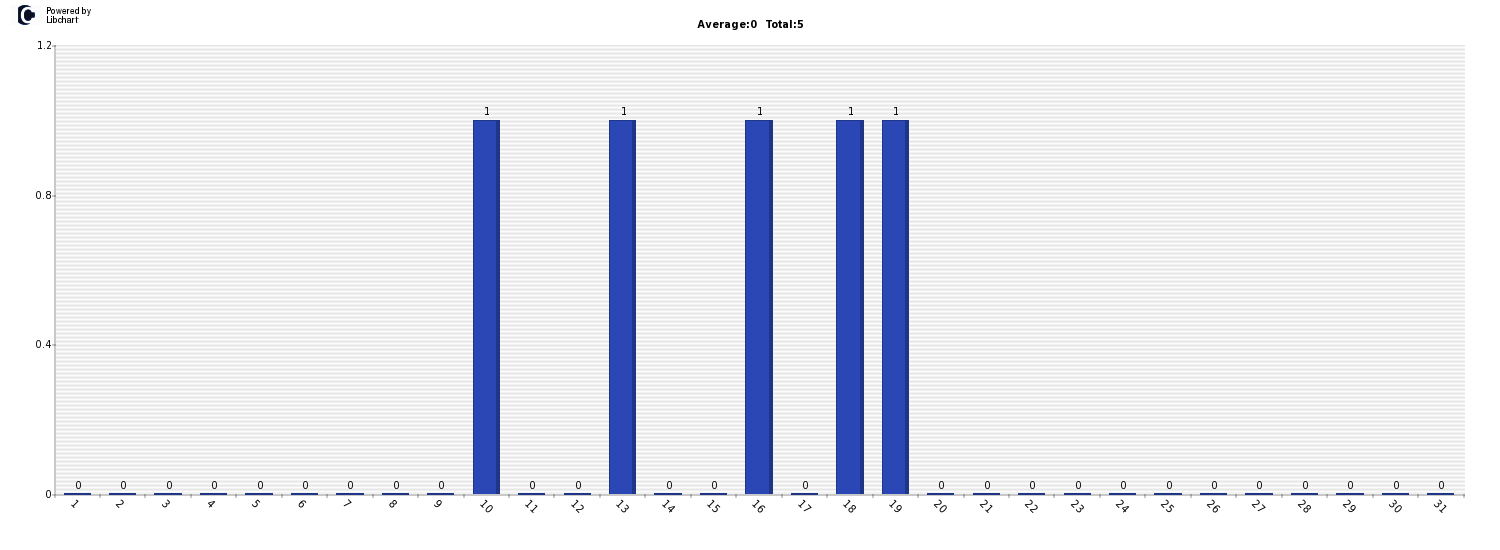 Powered by
Libchart
Average:0 Total:5
1.2
1 1 1 1 1
0.8
0.4
0 0 0 0 0 0 0 0 0 0 0 0 0 0 0 0 0 0 0 0 0 0 0 0 0 0
0
1 2 3 4 5 6 7 8 9 10 11 12 13 14 15 16 17 18 19 20 21 22 23 24 25 26 27 28 29 30 31